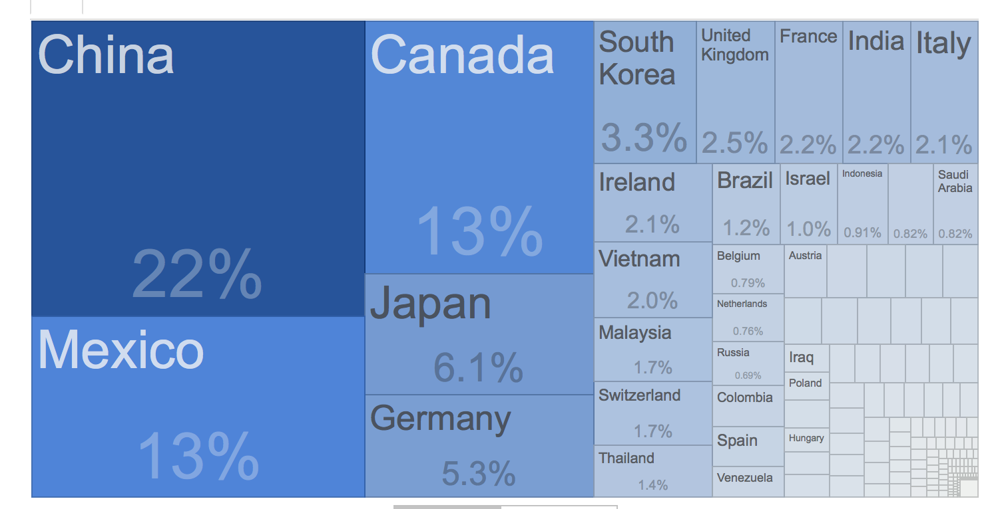 China
22%
Mexico
13%
Canada
13%
Japan
6.1%
Germany
5.3%
South
Korea
3.3%
United
Kingdom
2.5%
France
2.2%
India
2.2%
Italy
2.1%
Ireland
2.1%
Vietnam
2.0%
Malaysia
1.7%
Switzerland
1.7%
Thailand
1.4%
Brazil
1.2%
Israel
1.0%
Indonesia
0.91%
0.82%
Saudi
Arabia
0.82%
Belgium
0.79%
Netherlands
0.76%
Russia
0.69%
Colombia
Spain
Venezuela
Austria
Iraq
Poland
Hungary